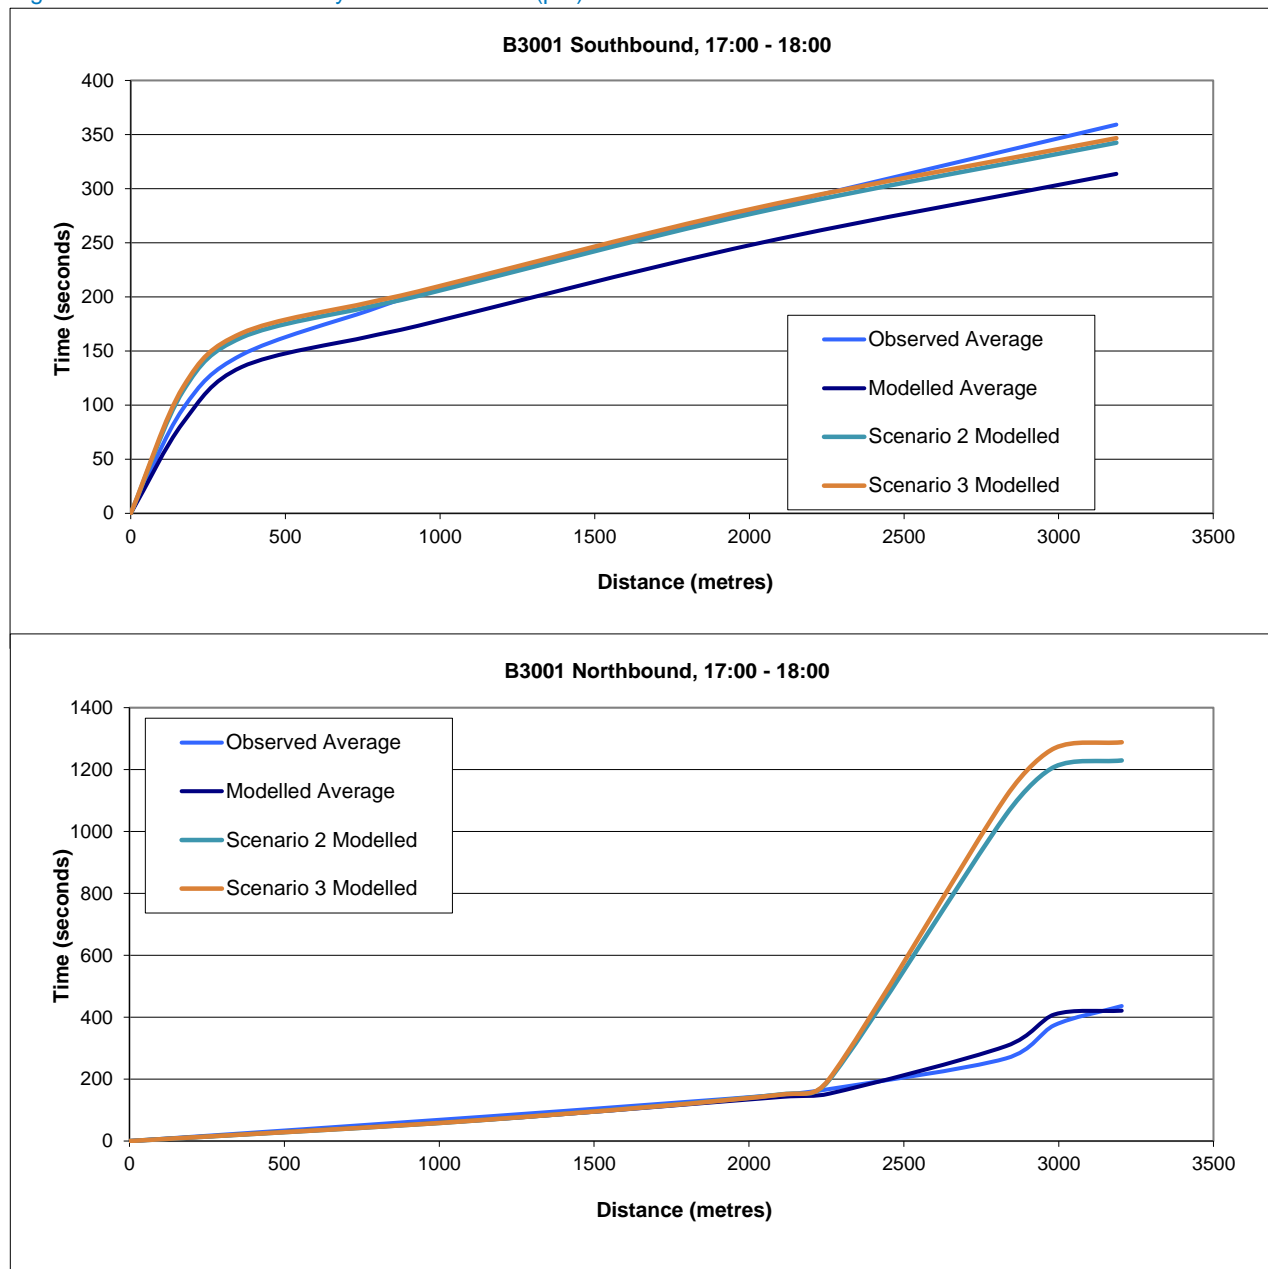 B3001 Southbound, 17:00 - 18:00
400
350
300
250
200
150
100
50
0
Time (seconds)
Observed Average
Modelled Average
Scenario 2 Modelled
Scenario 3 Modelled
0 500 1000 1500 2000 2500 3000 3500
Distance (metres)
B3001 Northbound, 17:00 - 18:00
1400
1200
1000
800
600
400
200
0
Time (seconds)
Observed Average
Modelled Average
Scenario 2 Modelled
Scenario 3 Modelled
0 500 1000 1500 2000 2500 3000 3500
Distance (metres)